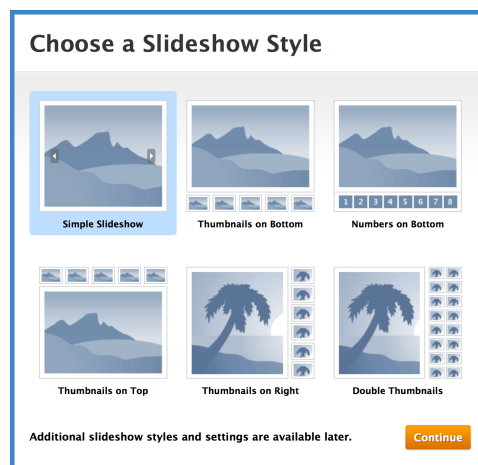 Choose a Slideshow Style
Simple Slideshow
Thumbnails on Bottom
1 2 3 4 5 6 7 8
Numbers on Bottom
Thumbnails on Top
Thumbnails on Right
Double Thumbnails
Additional slideshow styles and settings are available later.
Continue